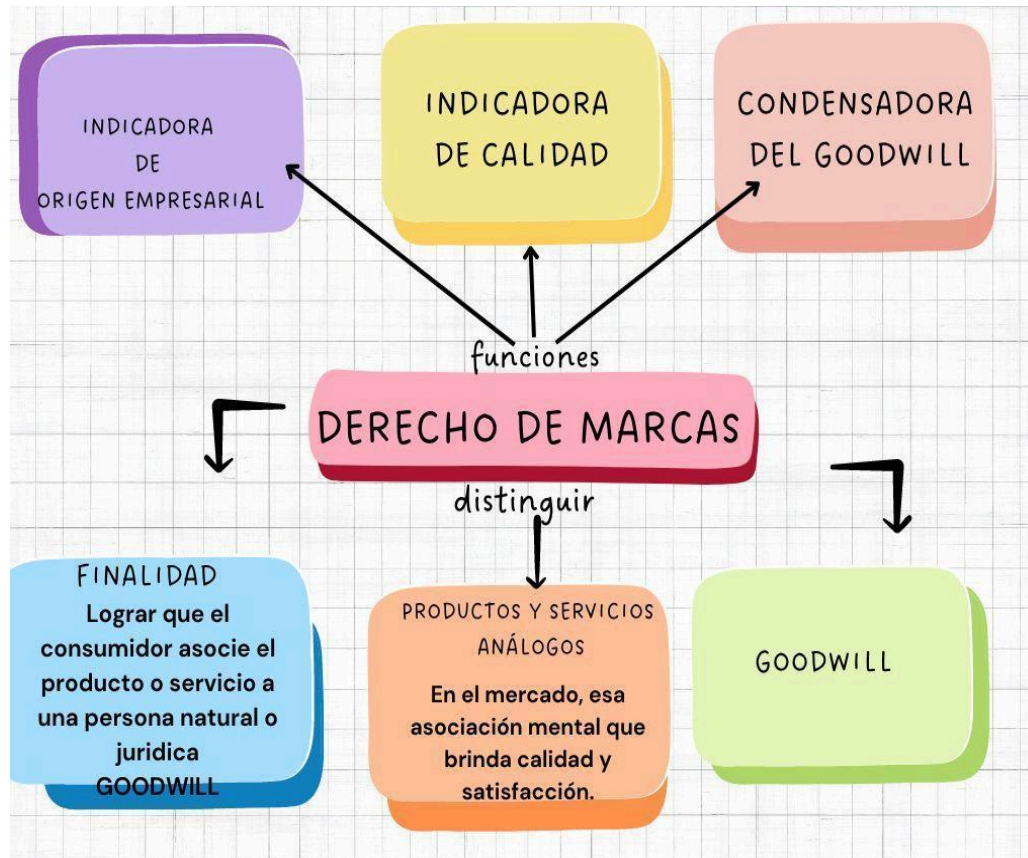 INDICADORA
DE
ORIGEN EMPRESARIAL
INDICADORA
DE CALIDAD
CONDENSADORA
DEL GOODWILL
funciones
DERECHO DE MARCAS
distinguir
FINALIDAD
Lograr que el
consumidor asocie el
producto o servicio a
una persona natural o
juridica
GOODWILL
PRODUCTOS Y SERVICIOS
ANÁLOGOS
En el mercado, esa
asociación mental que
brinda calidad y
satisfacción.
GOODWILL